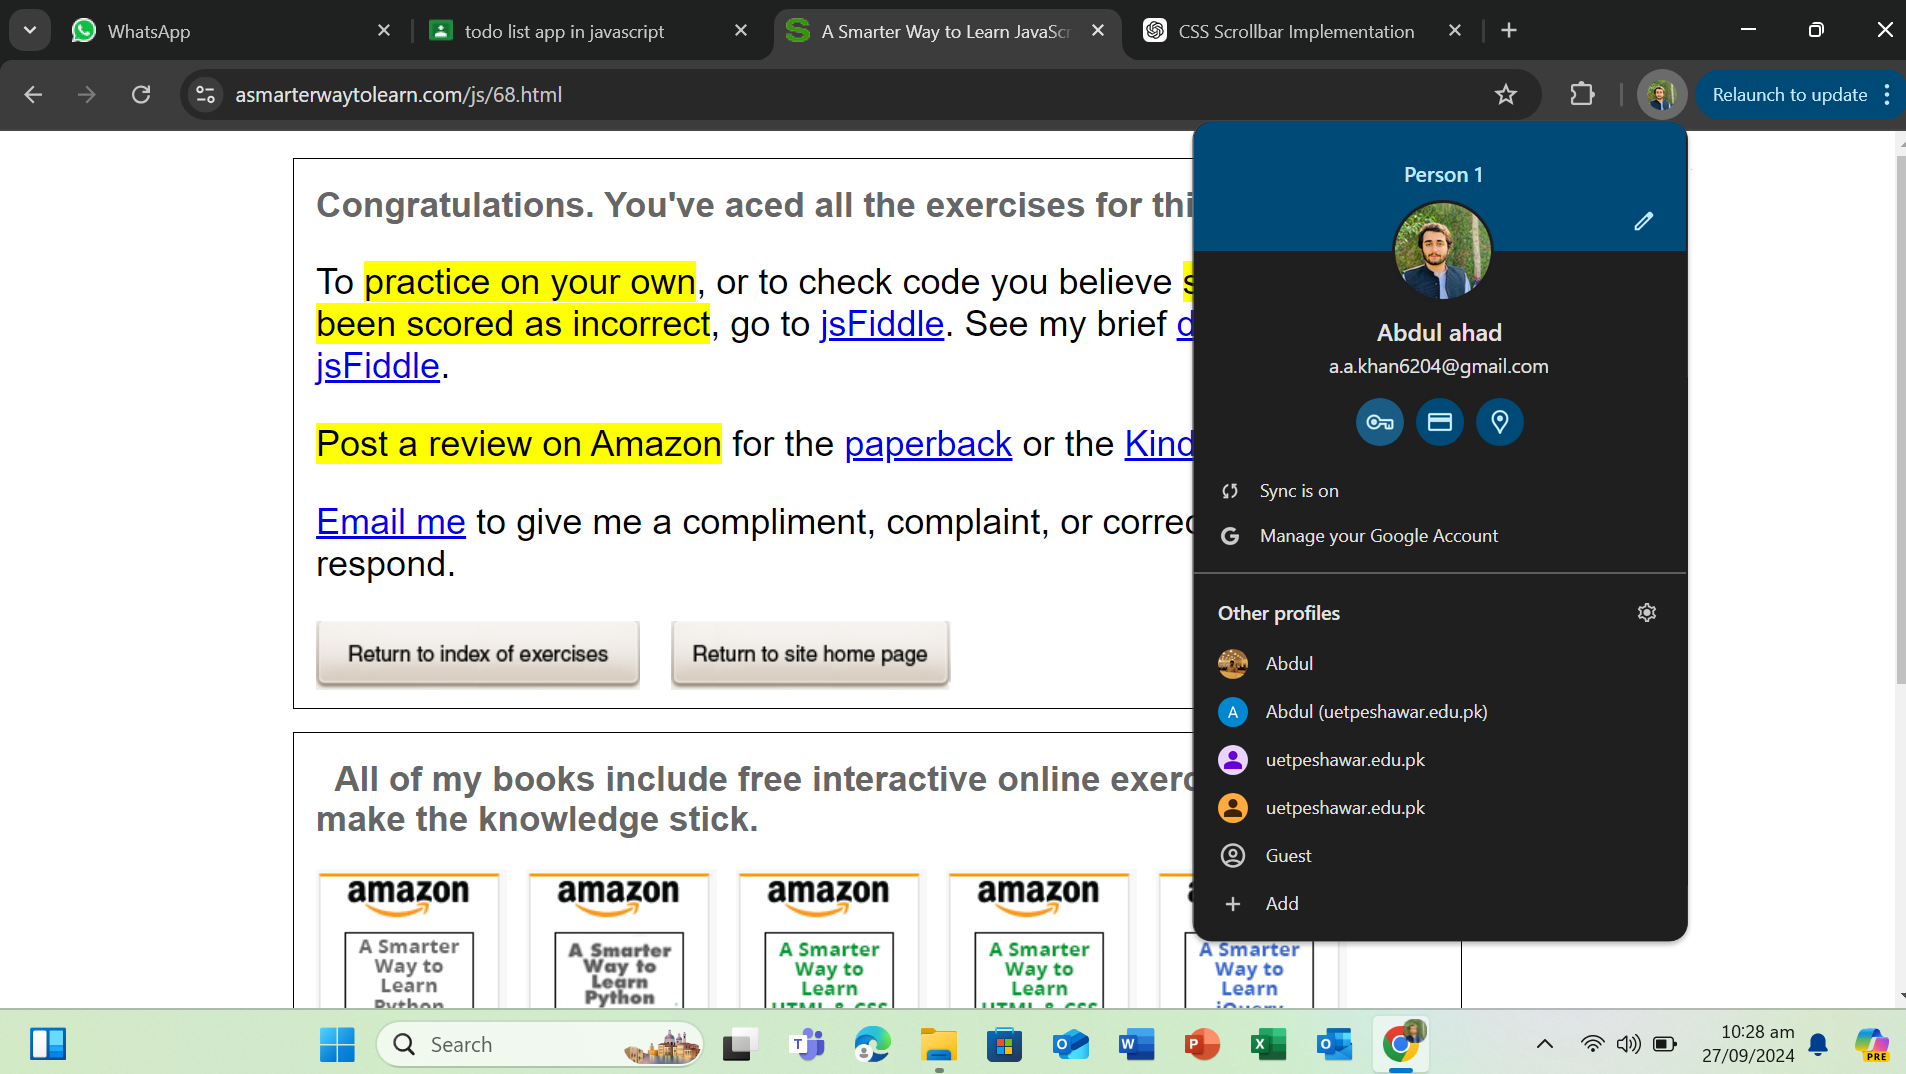 WhatsApp
todo list app in javascript
A Smarter Way to Learn JavaScr
CSS Scrollbar Implementation
asmarterwaytolearn.com/js/68.html
Relaunch to update
Congratulations. You've aced all the exercises for thi
To practice on your own, or to check code you believe s
been scored as incorrect, go to jsFiddle. See my brief d
jsFiddle.
Post a review on Amazon for the paperback or the Kind
Email me to give me a compliment, complaint, or correc
respond.
Return to index of exercises
Return to site home page
All of my books include free interactive online exerc
make the knowledge stick.
amazon
A Smarter
Way to
Learn
Python
amazon
A Smarter
Way to
Learn
Python
amazon
A Smarter
Way to
Learn
HTML & CSS
amazon
A Smarter
Way to
Learn
HTML & CSS
A Smarter
Way to
Learn
jQuery
Person 1
Abdul ahad
a.a.khan6204@gmail.com
Sync is on
Manage your Google Account
Other profiles
Abdul
A
Abdul (uetpeshawar.edu.pk)
uetpeshawar.edu.pk
uetpeshawar.edu.pk
Guest
Add
Search
10:28 am
27/09/2024
PRE